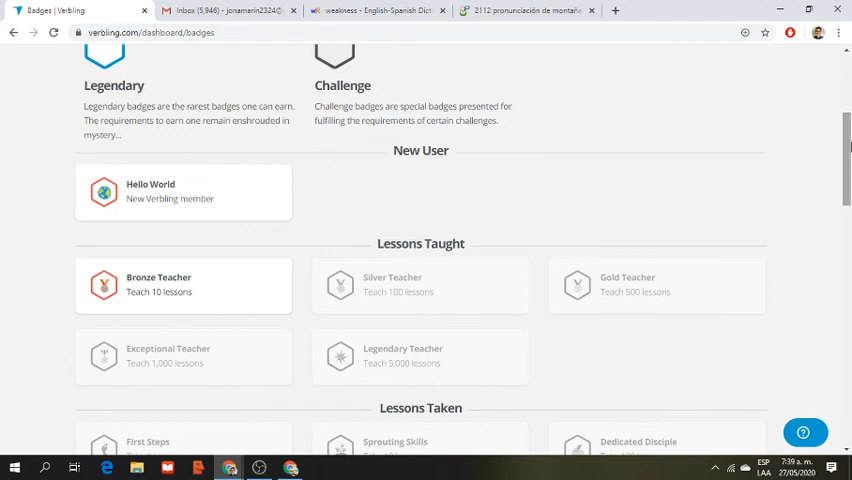 Badges | Verbling
Inbox (5,946) - jonamarin2324@g
weakness - English-Spanish Dict
2112 pronunciación de montaña
verbling.com/dashboard/badges
Legendary
Challenge
Legendary badges are the rarest badges one can earn.
The requirements to earn one remain enshrouded in
mystery...
Challenge badges are special badges presented for
fulfilling the requirements of certain challenges.
New User
Hello World
New Verbling member
Lessons Taught
Bronze Teacher
Teach 10 lessons
Silver Teacher
Teach 100 lessons
Gold Teacher
Teach 500 lessons
Exceptional Teacher
Teach 1,000 lessons
Legendary Teacher
Teach 5,000 lessons
Lessons Taken
First Steps
Sprouting Skills
Dedicated Disciple
ESP
LAA
7:39 a. m.
27/05/2020